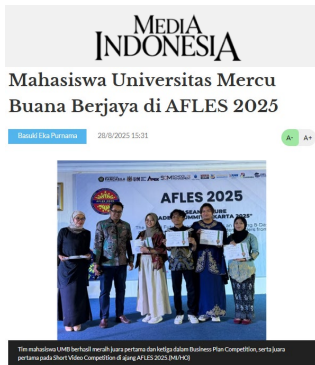 MEDIA
INDONESIA
Mahasiswa Universitas Mercu
Buana Berjaya di AFLES 2025
Basuki Eka Purnama
28/8/2025 15:31
A-
A+
AFLES 2025
Tim mahasiswa UMB berhasil meraih juara pertama dan ketiga dalam Business Plan Competition, serta juara
pertama pada Short Video Competition di ajang AFLES 2025.(MI/HO)